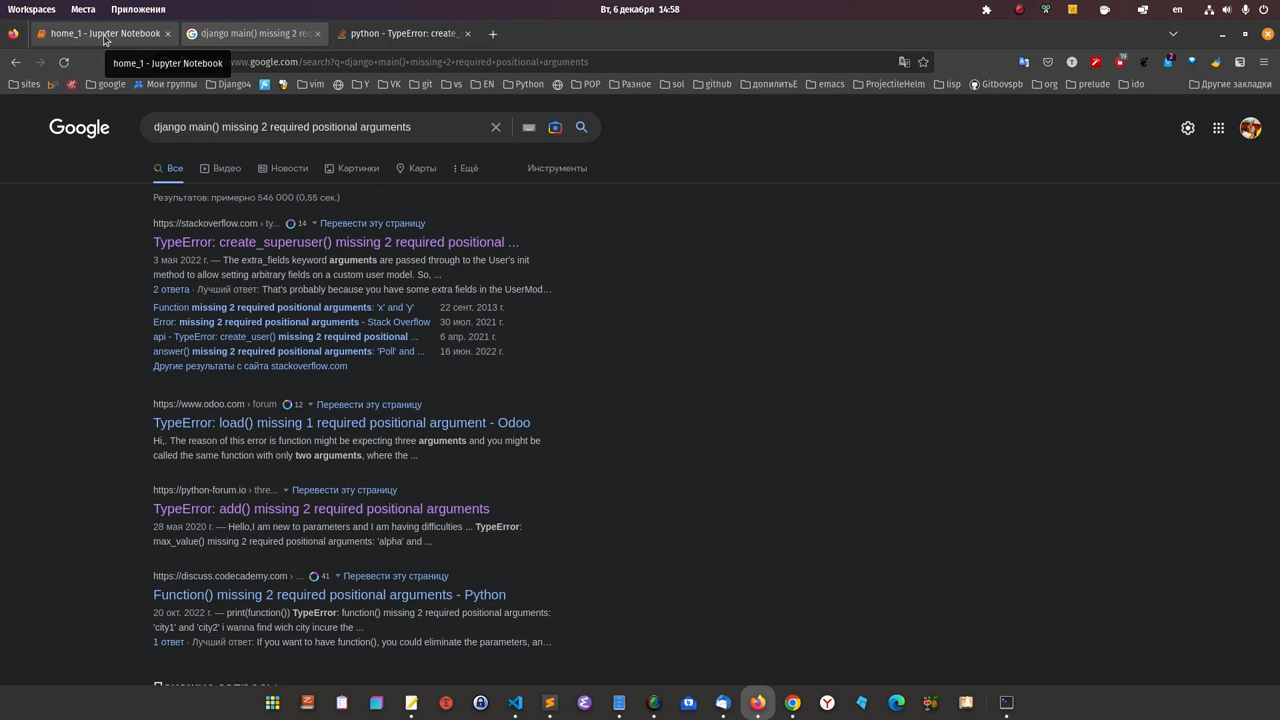 Workspaces Места Приложения Вт, 6 декабря 14:58 en
home_1 - Jupyter Notebook django main() missing 2 req python - TypeError: create_
home_1 - Jupyter Notebook
www.google.com/search?q=django+main()+missing+2+required+positional+arguments 19 2
sites google Мои группы Django4 vim Y VK git vs EN Python POP Разное sol github допилитьЕ emacs ProjectileHelm lisp Gitbovspb org prelude ido Другие закладки
Google django main() missing 2 required positional arguments
Все Видео Новости Картинки Карты Ещё Инструменты
Результатов: примерно 546 000 (0,55 сек.)
https://stackoverflow.com › ty... 14 Перевести эту страницу
TypeError: create_superuser() missing 2 required positional ...
3 мая 2022 г. — The extra_fields keyword arguments are passed through to the User's init
method to allow setting arbitrary fields on a custom user model. So, ...
2 ответа · Лучший ответ: That's probably because you have some extra fields in the UserMod…
Function missing 2 required positional arguments: 'x' and 'y' 22 сент. 2013 г.
Error: missing 2 required positional arguments - Stack Overflow 30 июл. 2021 г.
api - TypeError: create_user() missing 2 required positional ... 6 апр. 2021 г.
answer() missing 2 required positional arguments: 'Poll' and ... 16 июн. 2022 г.
Другие результаты с сайта stackoverflow.com
https://www.odoo.com › forum 12 Перевести эту страницу
TypeError: load() missing 1 required positional argument - Odoo
Hi,. The reason of this error is function might be expecting three arguments and you might be
called the same function with only two arguments, where the ...
https://python-forum.io › thre... Перевести эту страницу
TypeError: add() missing 2 required positional arguments
28 мая 2020 г. — Hello,I am new to parameters and I am having difficulties ... TypeError:
max_value() missing 2 required positional arguments: 'alpha' and ...
https://discuss.codecademy.com › ... 41 Перевести эту страницу
Function() missing 2 required positional arguments - Python
20 окт. 2022 г. — print(function()) TypeError: function() missing 2 required positional arguments:
'city1' and 'city2' i wanna find wich city incure the ...
1 ответ · Лучший ответ: If you want to have function(), you could eliminate the parameters, an…